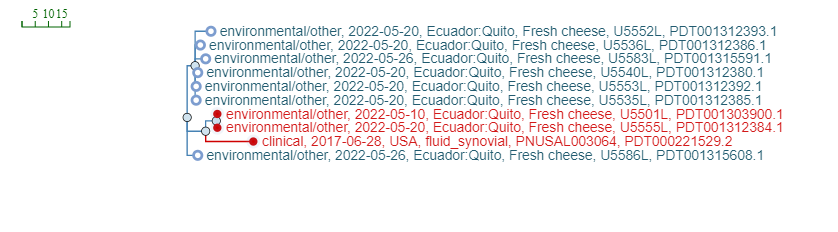 5 10 15
environmental/other, 2022-05-20, Ecuador:Quito, Fresh cheese, U5552L, PDT001312393.1
environmental/other, 2022-05-20, Ecuador:Quito, Fresh cheese, U5536L, PDT001312386.1
environmental/other, 2022-05-26, Ecuador:Quito, Fresh cheese, U5583L, PDT001315591.1
environmental/other, 2022-05-20, Ecuador:Quito, Fresh cheese, U5540L, PDT001312380.1
environmental/other, 2022-05-20, Ecuador:Quito, Fresh cheese, U5553L, PDT001312392.1
environmental/other, 2022-05-20, Ecuador:Quito, Fresh cheese, U5535L, PDT001312385.1
environmental/other, 2022-05-10, Ecuador:Quito, Fresh cheese, U5501L, PDT001303900.1
environmental/other, 2022-05-20, Ecuador:Quito, Fresh cheese, U5555L, PDT001312384.1
clinical, 2017-06-28, USA, fluid_synovial, PNUSAL003064, PDT000221529.2
environmental/other, 2022-05-26, Ecuador:Quito, Fresh cheese, U5586L, PDT001315608.1